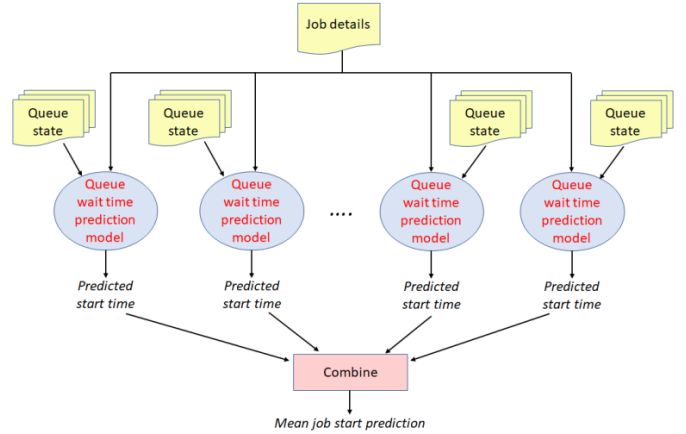 Job details
Queue
state
Queue
state
Queue
state
Queue
state
Queue
wait time
prediction
model
Queue
wait time
prediction
model
....
Queue
wait time
prediction
model
Queue
wait time
prediction
model
Predicted
start time
Predicted
start time
Predicted
start time
Predicted
start time
Combine
Mean job start prediction